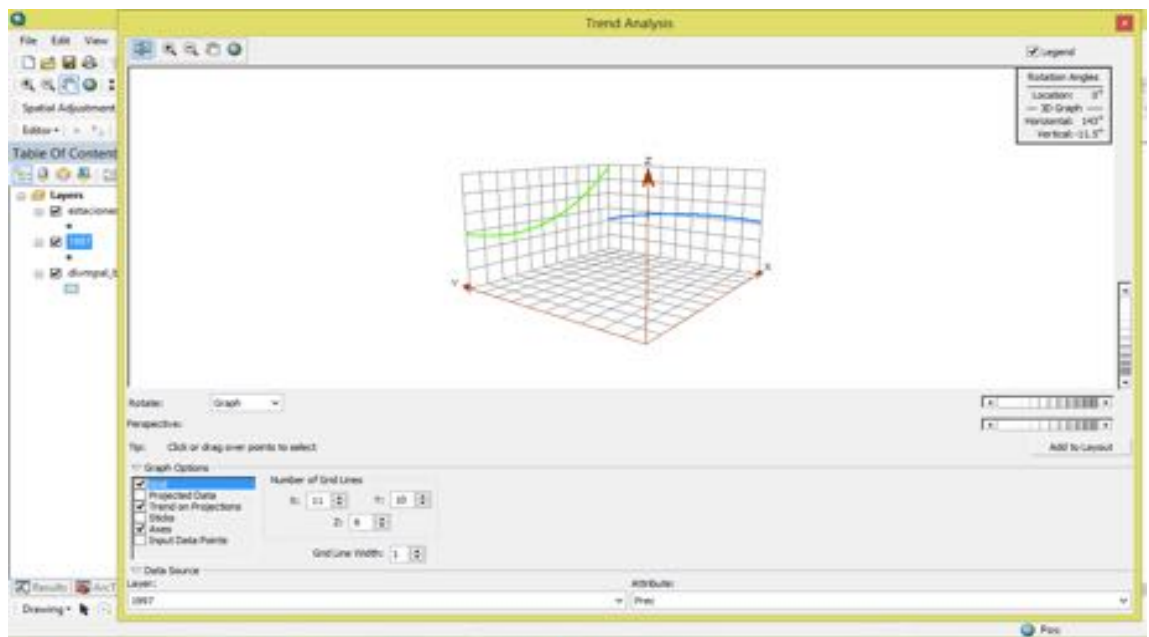 Trend Analysis
File Edit View
Legend
Rotation Angles
Location: 0°
3D Graph
Horizontal: 143°
Vertical: -11.5°
Spatial Adjustment
Editor
Table Of Content
Layers
estaciones
1997
Z
Y
X
Rotate: Graph
Perspective:
Tip: Click or drag over points to select
Add to Layout
Graph Options
Grid
Projected Data
Trend on Projections
Sticks
Axes
Input Data Points
Number of Grid Lines
X: 11 Y: 10
Z: 6
Grid Line Width: 1
Data Source
Layer: Attribute:
1997 Prec
Results ArcT
Drawing